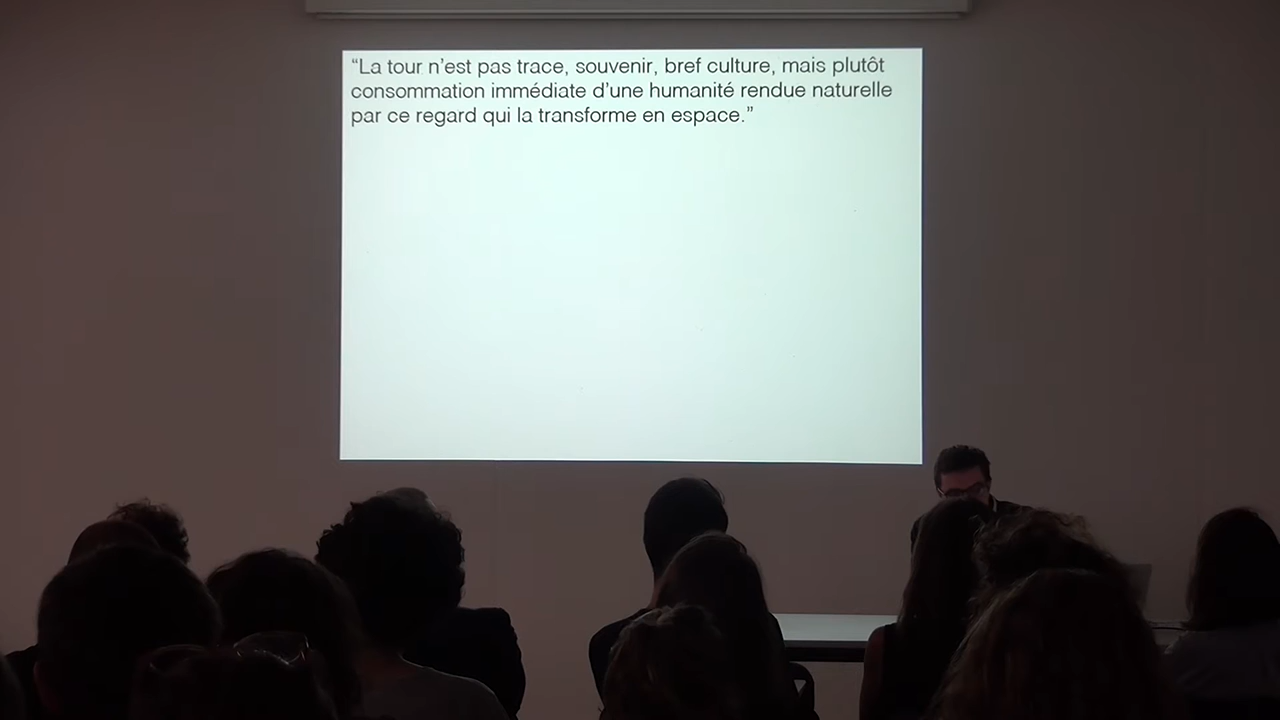 “La tour n’est pas trace, souvenir, bref culture, mais plutôt
consommation immédiate d’une humanité rendue naturelle
par ce regard qui la transforme en espace.”